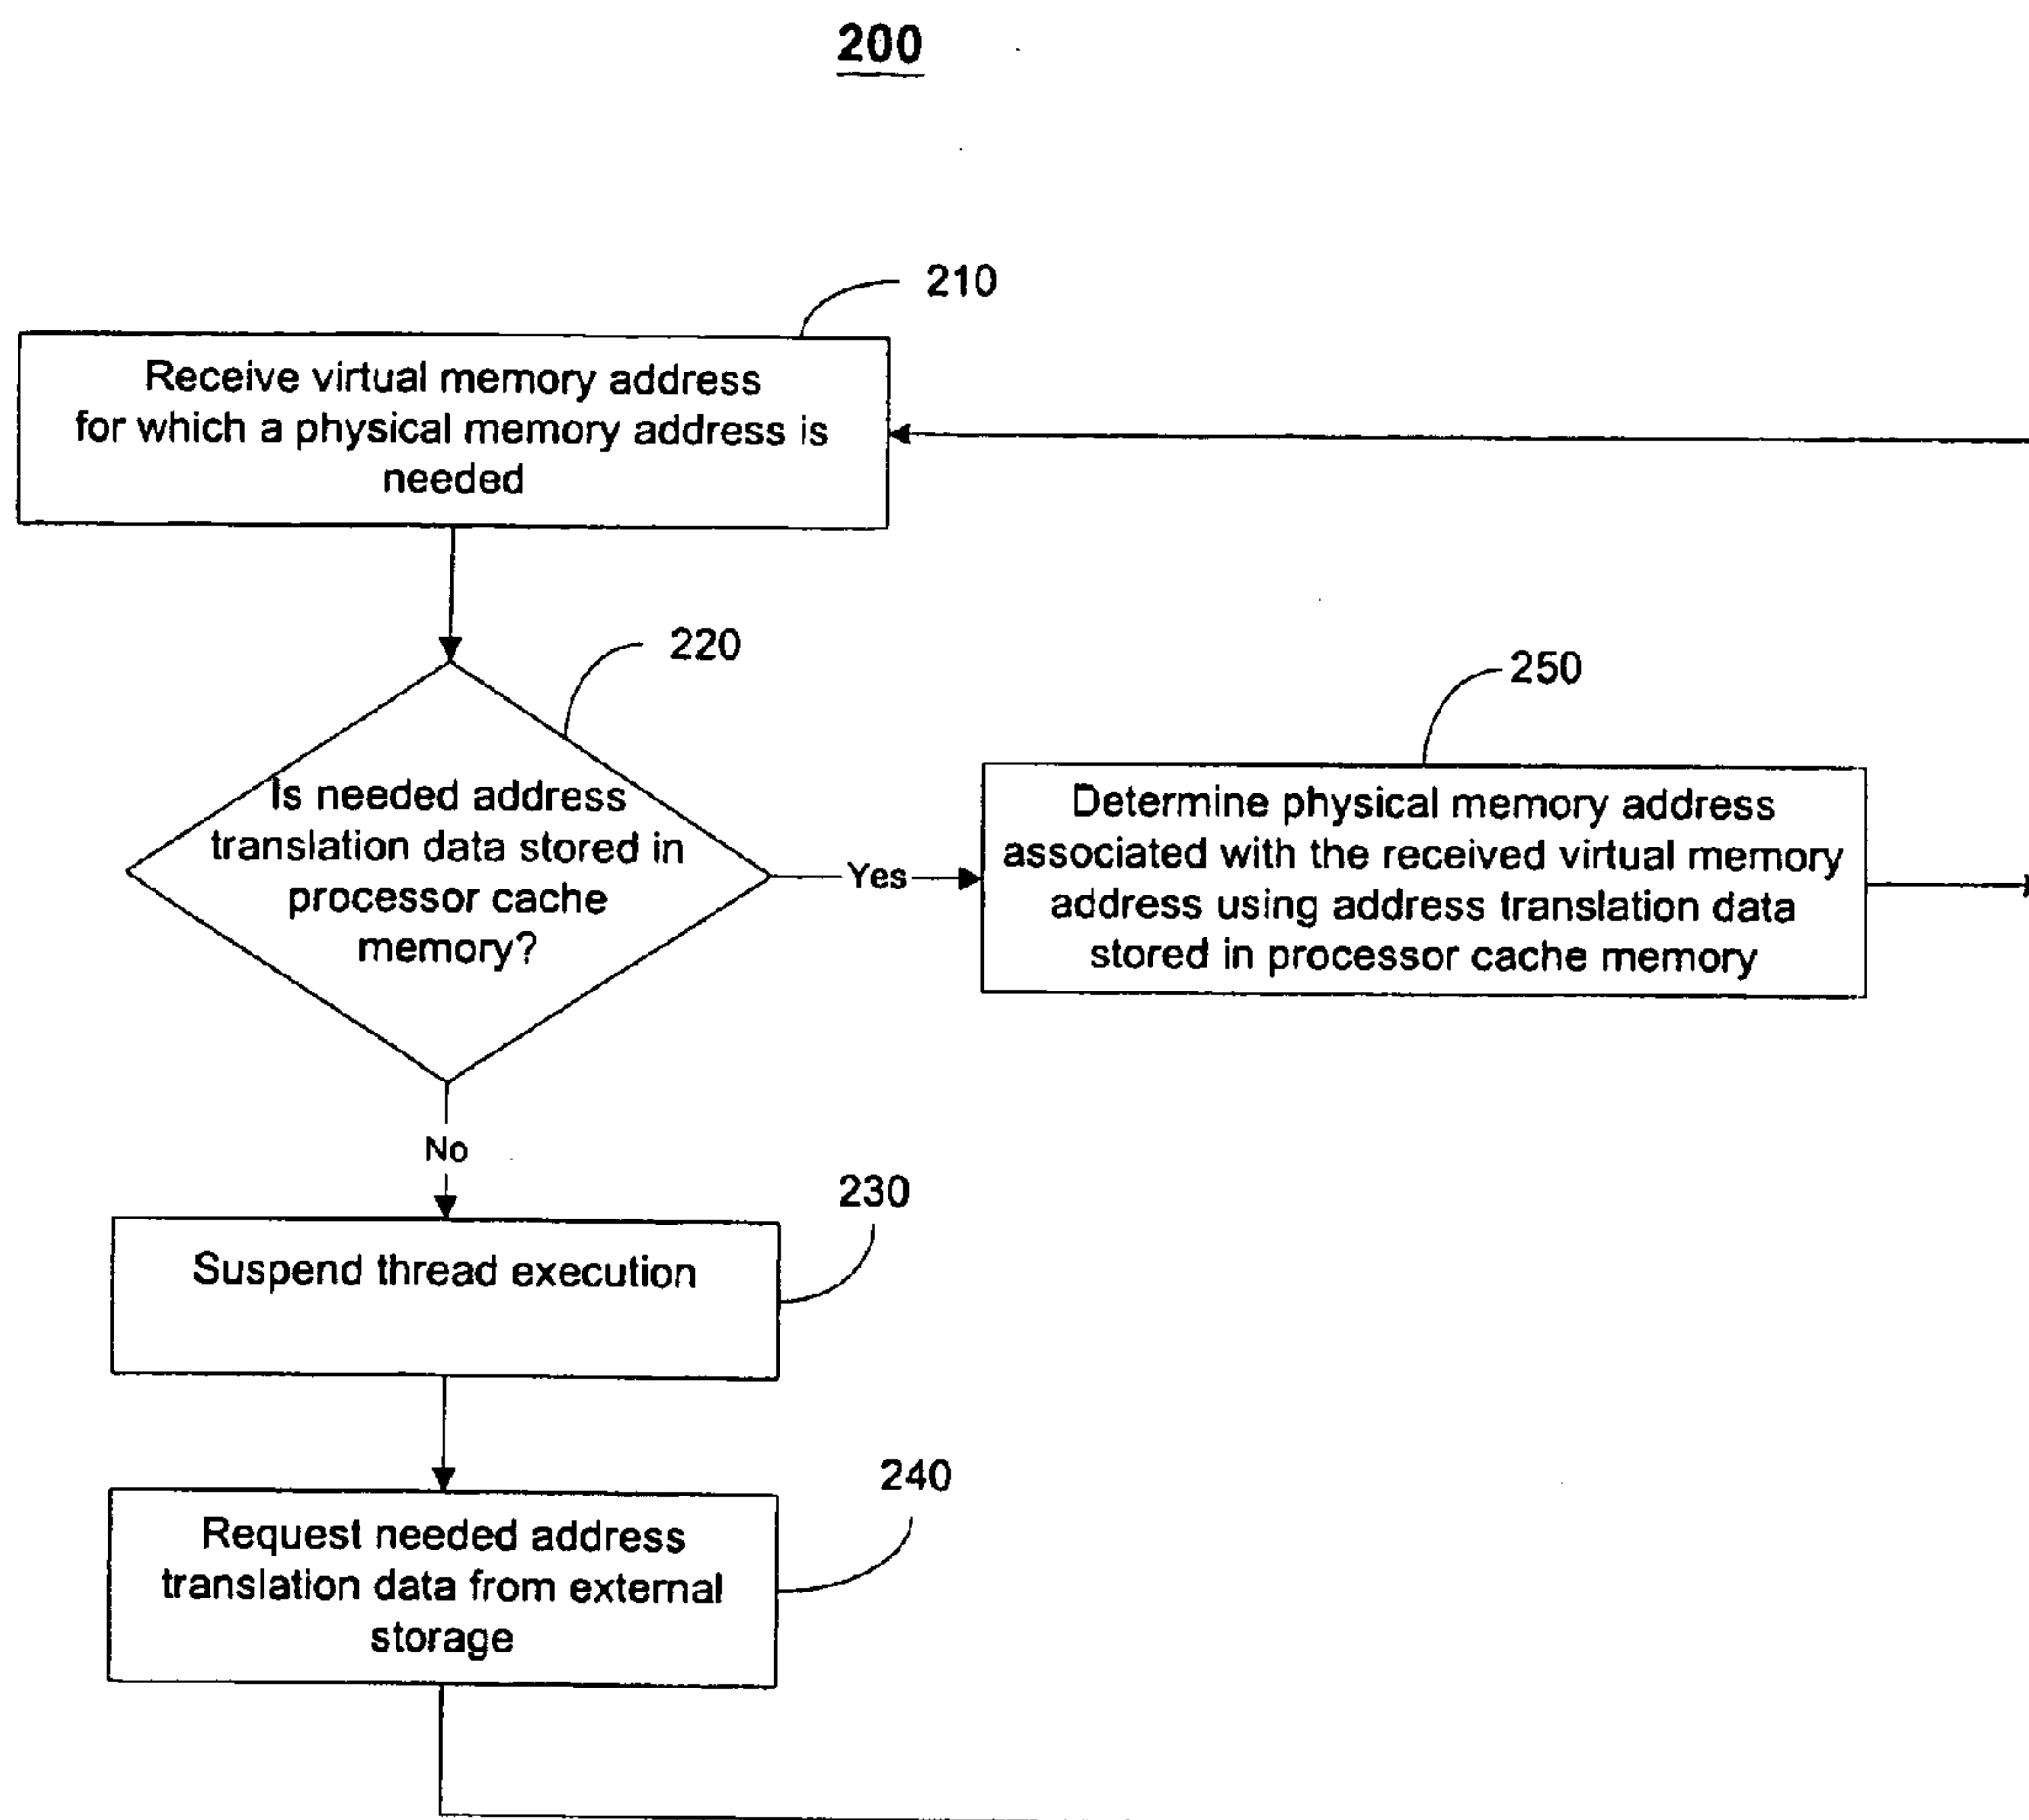 200
210
Receive virtual memory address
for which a physical memory address is
needed
220
Is needed address
translation data stored in
processor cache
memory?
Yes
250
Determine physical memory address
associated with the received virtual memory
address using address translation data
stored in processor cache memory
No
230
Suspend thread execution
240
Request needed address
translation data from external
storage